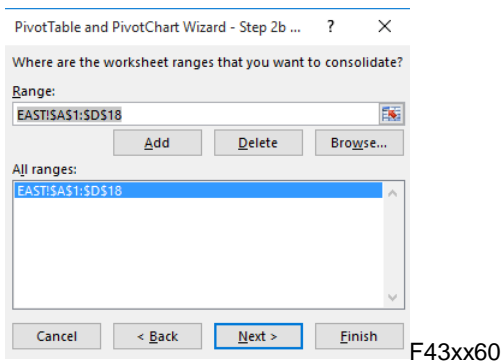 PivotTable and PivotChart Wizard - Step 2b ... ?
Where are the worksheet ranges that you want to consolidate?
Range:
EAST!$A$1:$D$18
Add Delete Browse...
All ranges:
EAST!$A$1:$D$18
Cancel < Back Next > Finish
F43xx60